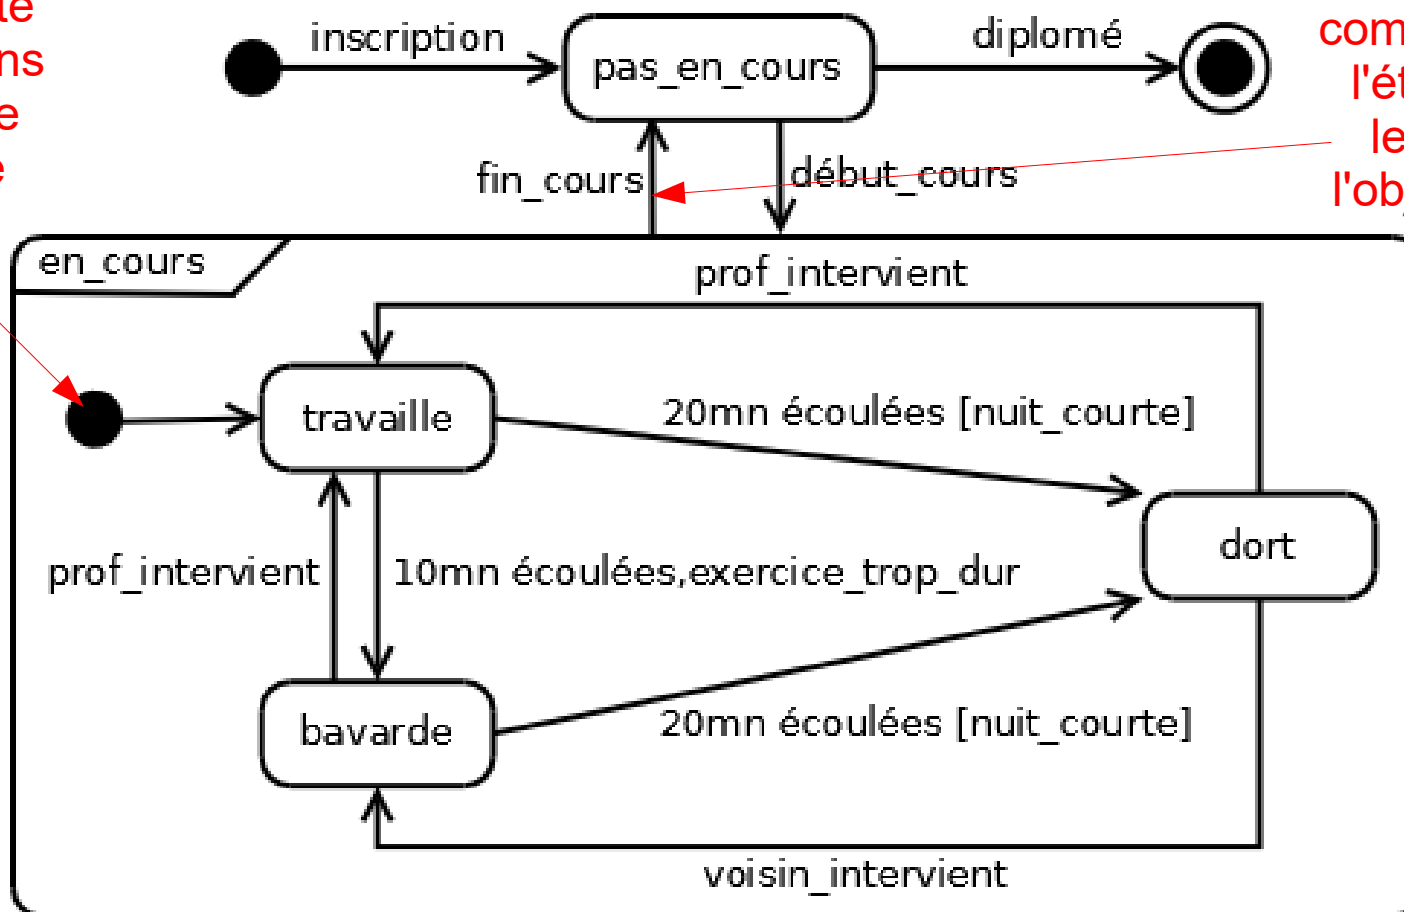 inscription
diplomé
pas_en_cours
fin_cours
début_cours
en_cours
prof_intervient
travaille
20mn écoulées [nuit_courte]
dort
prof_intervient
10mn écoulées,exercice_trop_dur
bavarde
20mn écoulées [nuit_courte]
voisin_intervient